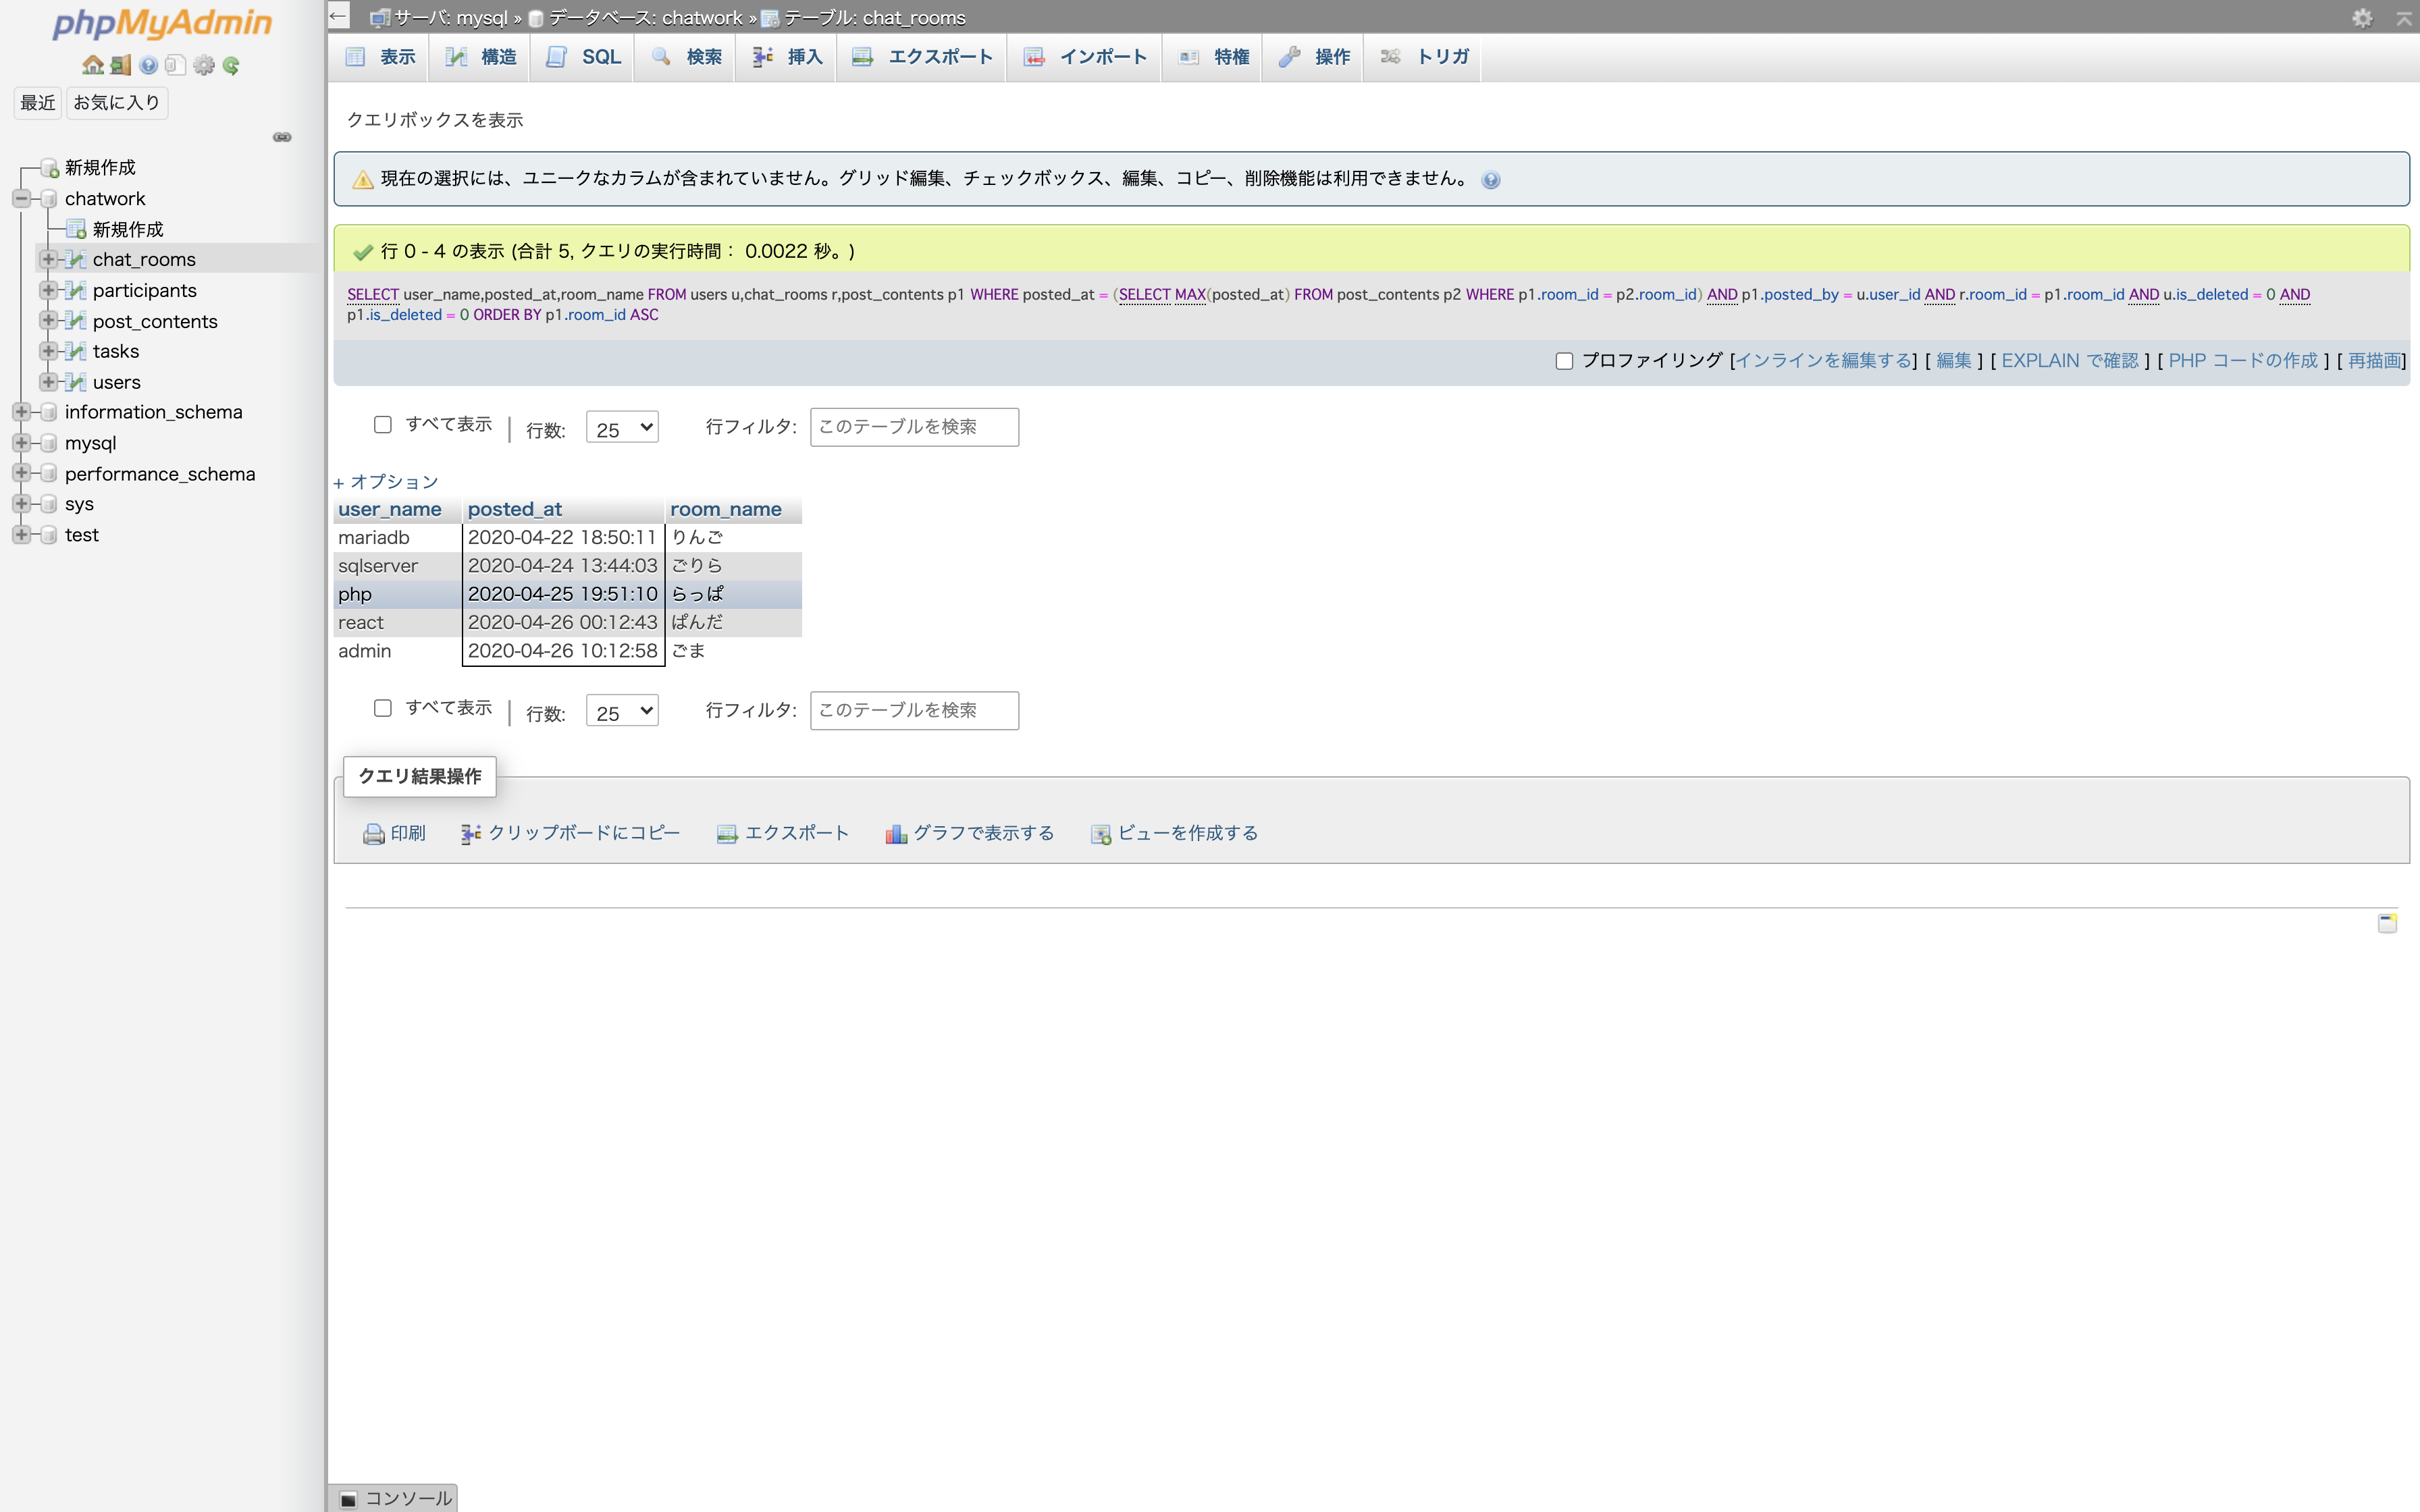 phpMyAdmin
最近 お気に入り
新規作成
chatwork
新規作成
chat_rooms
participants
post_contents
tasks
users
information_schema
mysql
performance_schema
sys
test
← サーバ: mysql » データベース: chatwork » テーブル: chat_rooms
表示 構造 SQL 検索 挿入 エクスポート インポート 特権 操作 トリガ
クエリボックスを表示
現在の選択には、ユニークなカラムが含まれていません。グリッド編集、チェックボックス、編集、コピー、削除機能は利用できません。
行 0 - 4 の表示 (合計 5, クエリの実行時間： 0.0022 秒。)
SELECT user_name,posted_at,room_name FROM users u,chat_rooms r,post_contents p1 WHERE posted_at = (SELECT MAX(posted_at) FROM post_contents p2 WHERE p1.room_id = p2.room_id) AND p1.posted_by = u.user_id AND r.room_id = p1.room_id AND u.is_deleted = 0 AND
p1.is_deleted = 0 ORDER BY p1.room_id ASC
プロファイリング [インラインを編集する] [ 編集 ] [ EXPLAIN で確認 ] [ PHP コードの作成 ] [ 再描画]
すべて表示 | 行数: 25 行フィルタ: このテーブルを検索
+ オプション
user_name posted_at room_name
mariadb 2020-04-22 18:50:11 りんご
sqlserver 2020-04-24 13:44:03 ごりら
php 2020-04-25 19:51:10 らっぱ
react 2020-04-26 00:12:43 ぱんだ
admin 2020-04-26 10:12:58 ごま
すべて表示 | 行数: 25 行フィルタ: このテーブルを検索
クエリ結果操作
印刷 クリップボードにコピー エクスポート グラフで表示する ビューを作成する
コンソール